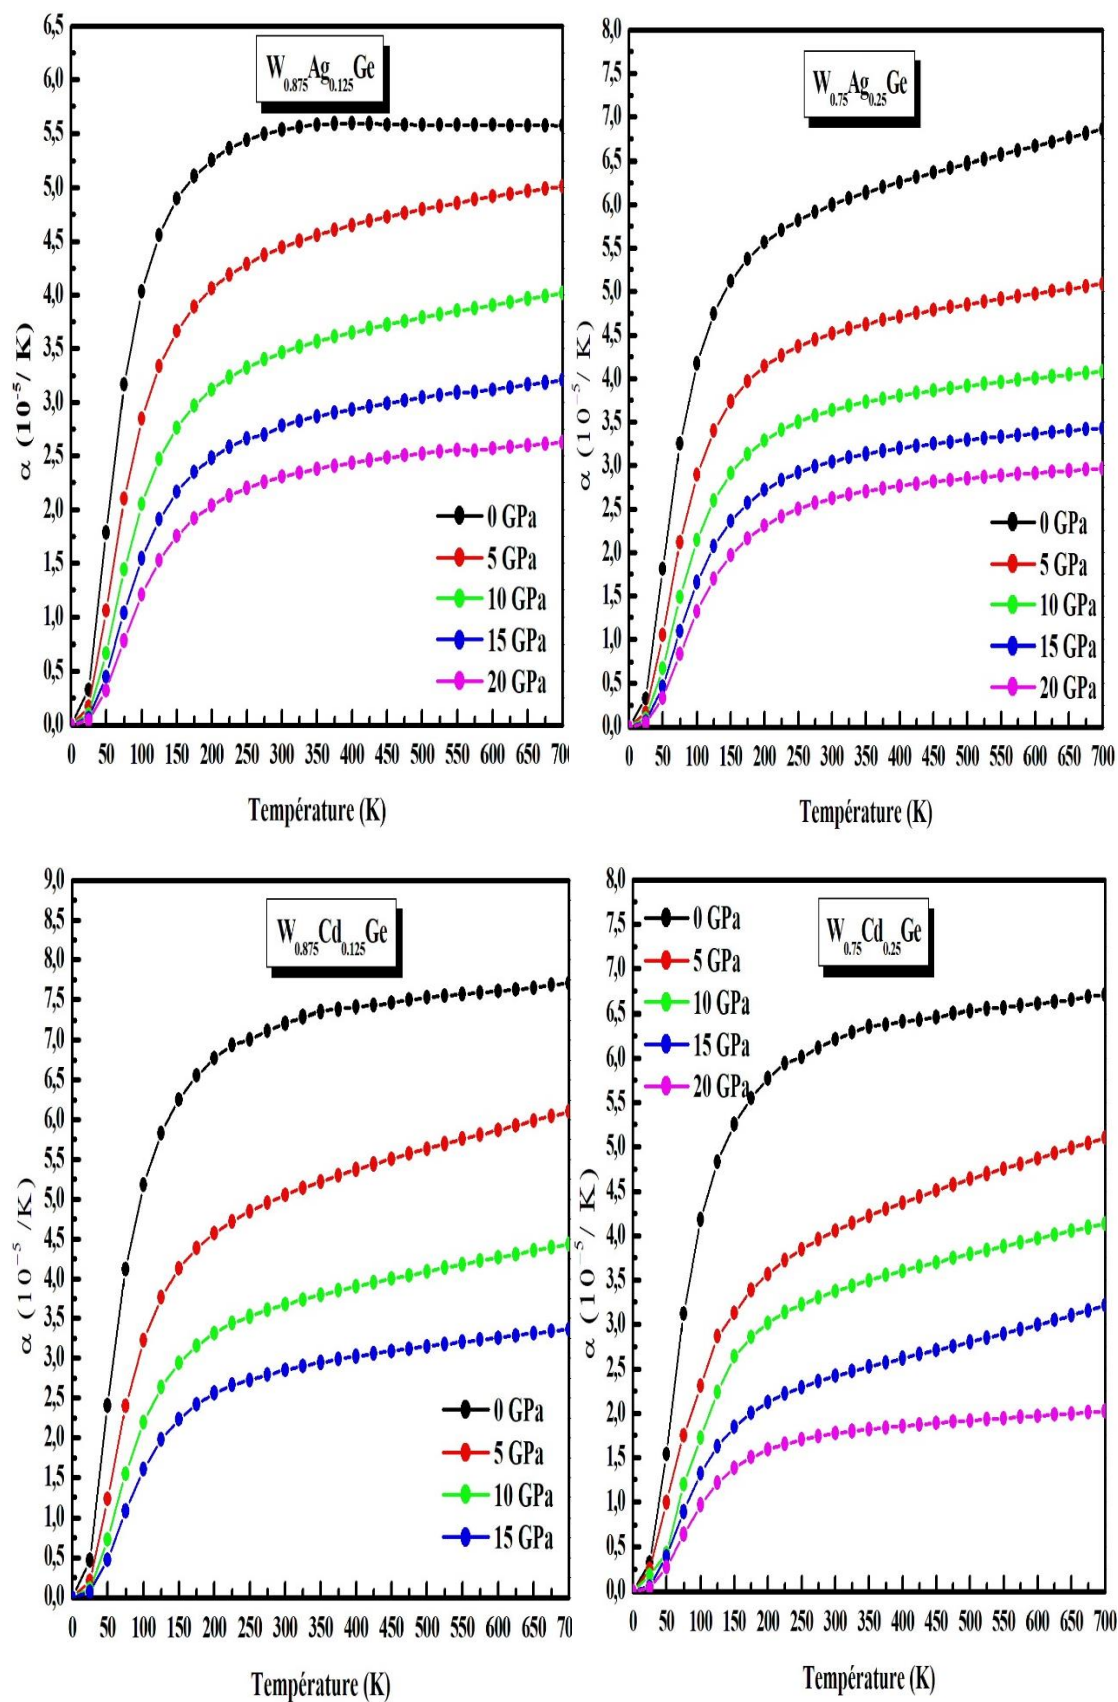 W0.875Ag0.125Ge
6,5
6,0
5,5
5,0
4,5
4,0
3,5
3,0
2,5
2,0
1,5
1,0
0,5
0,0
α (10-5/ K)
0 GPa
5 GPa
10 GPa
15 GPa
20 GPa
0 50 100 150 200 250 300 350 400 450 500 550 600 650 700
Température (K)
W0.75Ag0.25Ge
8,0
7,5
7,0
6,5
6,0
5,5
5,0
4,5
4,0
3,5
3,0
2,5
2,0
1,5
1,0
0,5
0,0
α (10−5/ K)
0 GPa
5 GPa
10 GPa
15 GPa
20 GPa
0 50 100 150 200 250 300 350 400 450 500 550 600 650 700
Température (K)
W0.875Cd0.125Ge
9,0
8,5
8,0
7,5
7,0
6,5
6,0
5,5
5,0
4,5
4,0
3,5
3,0
2,5
2,0
1,5
1,0
0,5
0,0
α (10−5 /K)
0 GPa
5 GPa
10 GPa
15 GPa
0 50 100 150 200 250 300 350 400 450 500 550 600 650 700
Température (K)
W0.75Cd0.25Ge
8,0
7,5
7,0
6,5
6,0
5,5
5,0
4,5
4,0
3,5
3,0
2,5
2,0
1,5
1,0
0,5
0,0
α (10−5/ K)
0 GPa
5 GPa
10 GPa
15 GPa
20 GPa
0 50 100 150 200 250 300 350 400 450 500 550 600 650 700
Température (K)